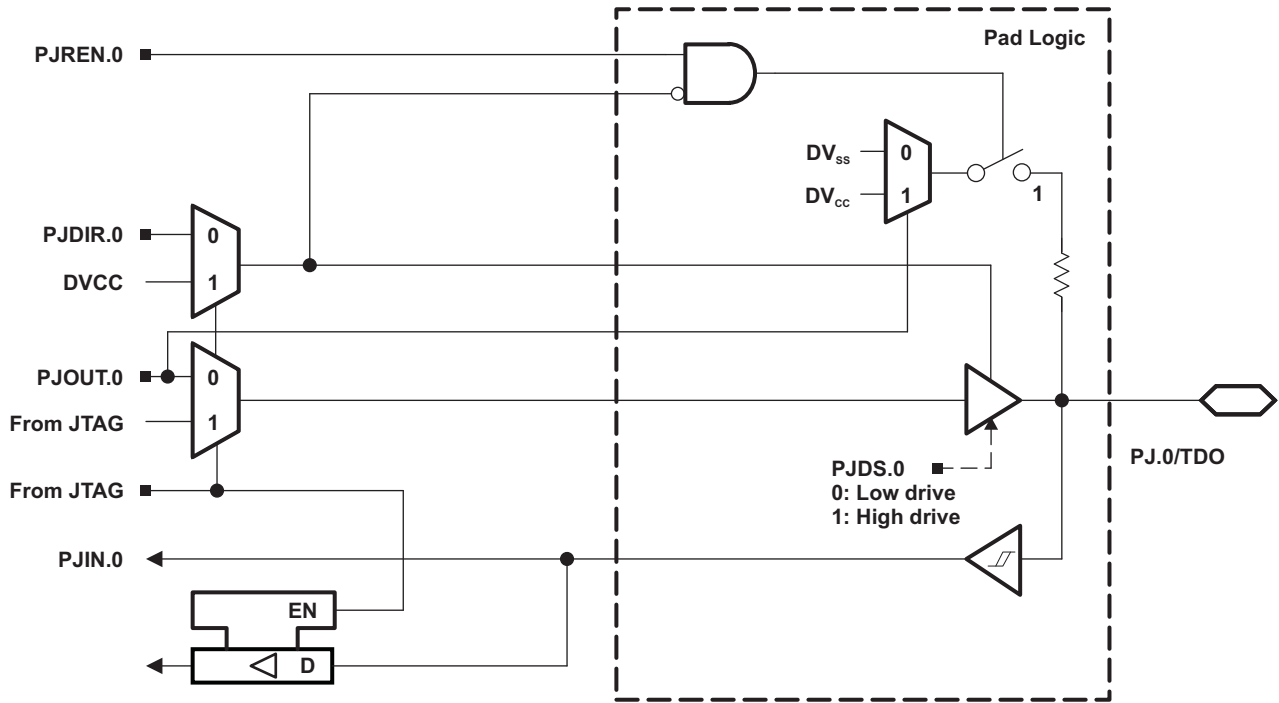 Pad Logic
PJREN.0
DVss
0
DVcc
1
1
PJDIR.0
0
DVCC
1
PJOUT.0
0
From JTAG
1
PJDS.0
0: Low drive
1: High drive
PJ.0/TDO
From JTAG
PJIN.0
EN
D